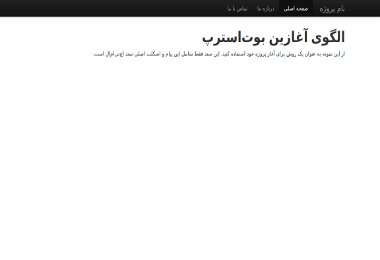 نام پروژه
صفحه اصلی
درباره ما
تماس با ما
الگوی آغازین بوت‌استرپ
از این نمونه به عنوان یک روش برای آغاز پروژه خود استفاده کنید. این سند فقط شامل این پیام و اسکلت اصلی سند اچ‌تی‌ام‌ال است.